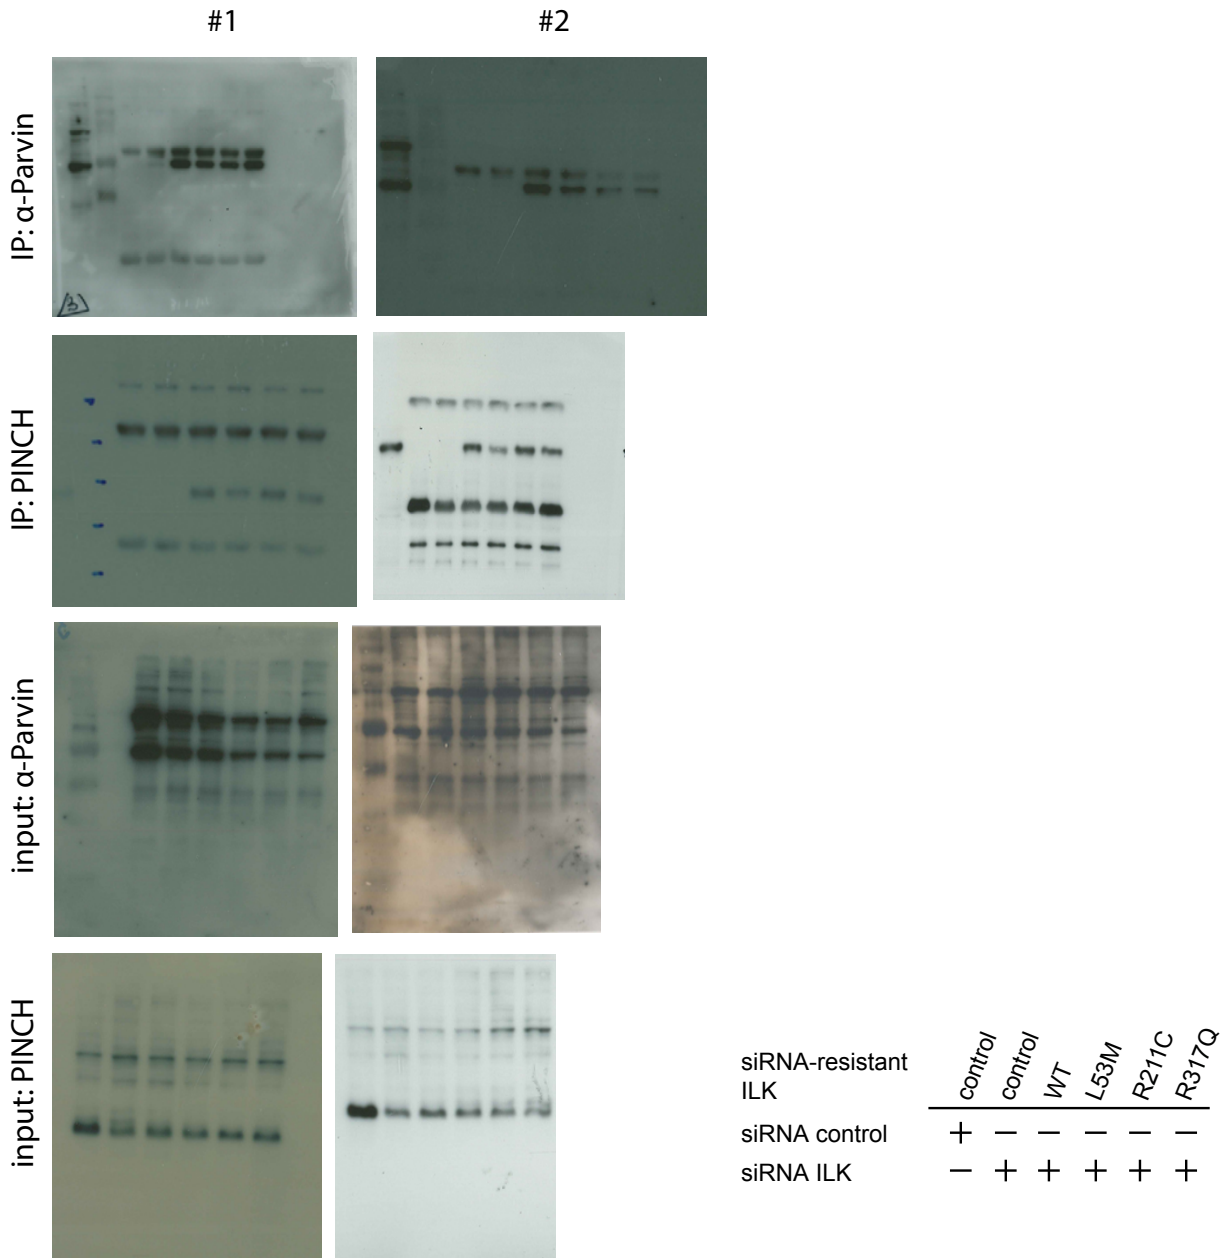 #1 #2
IP: α-Parvin
IP: PINCH
input: α-Parvin
input: PINCH
siRNA-resistant ILK control control WT L53M R211C R317Q
siRNA control + − − − − −
siRNA ILK − + + + + +